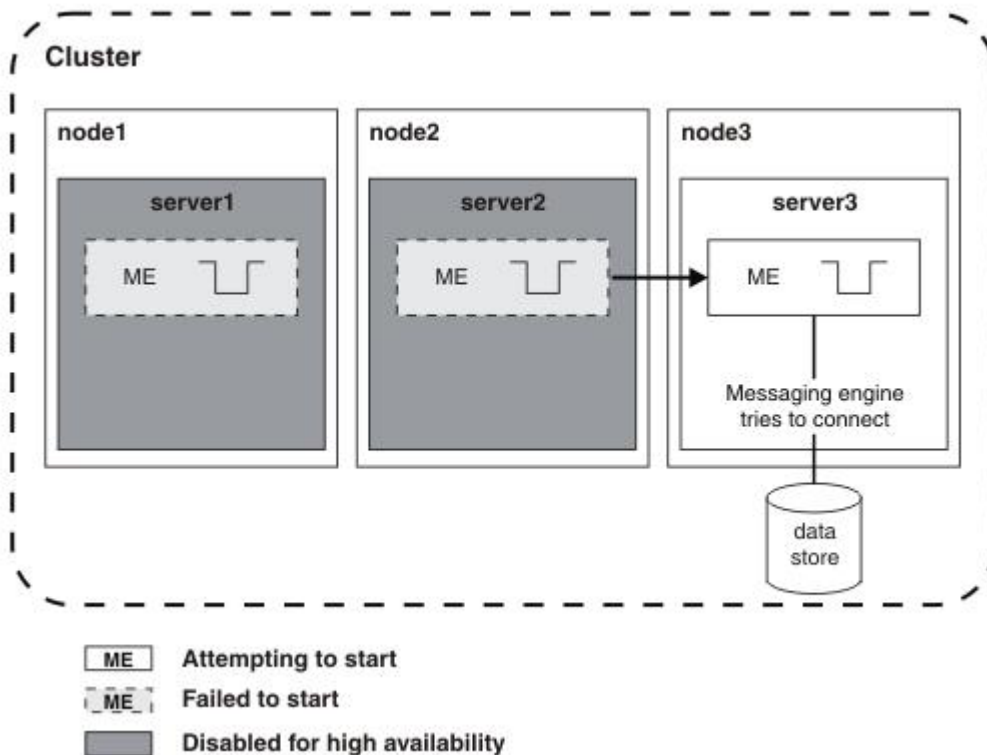 Cluster
node1
node2
node3
server1
server2
server3
ME
ME
ME
Messaging engine
tries to connect
data
store
ME Attempting to start
ME Failed to start
Disabled for high availability